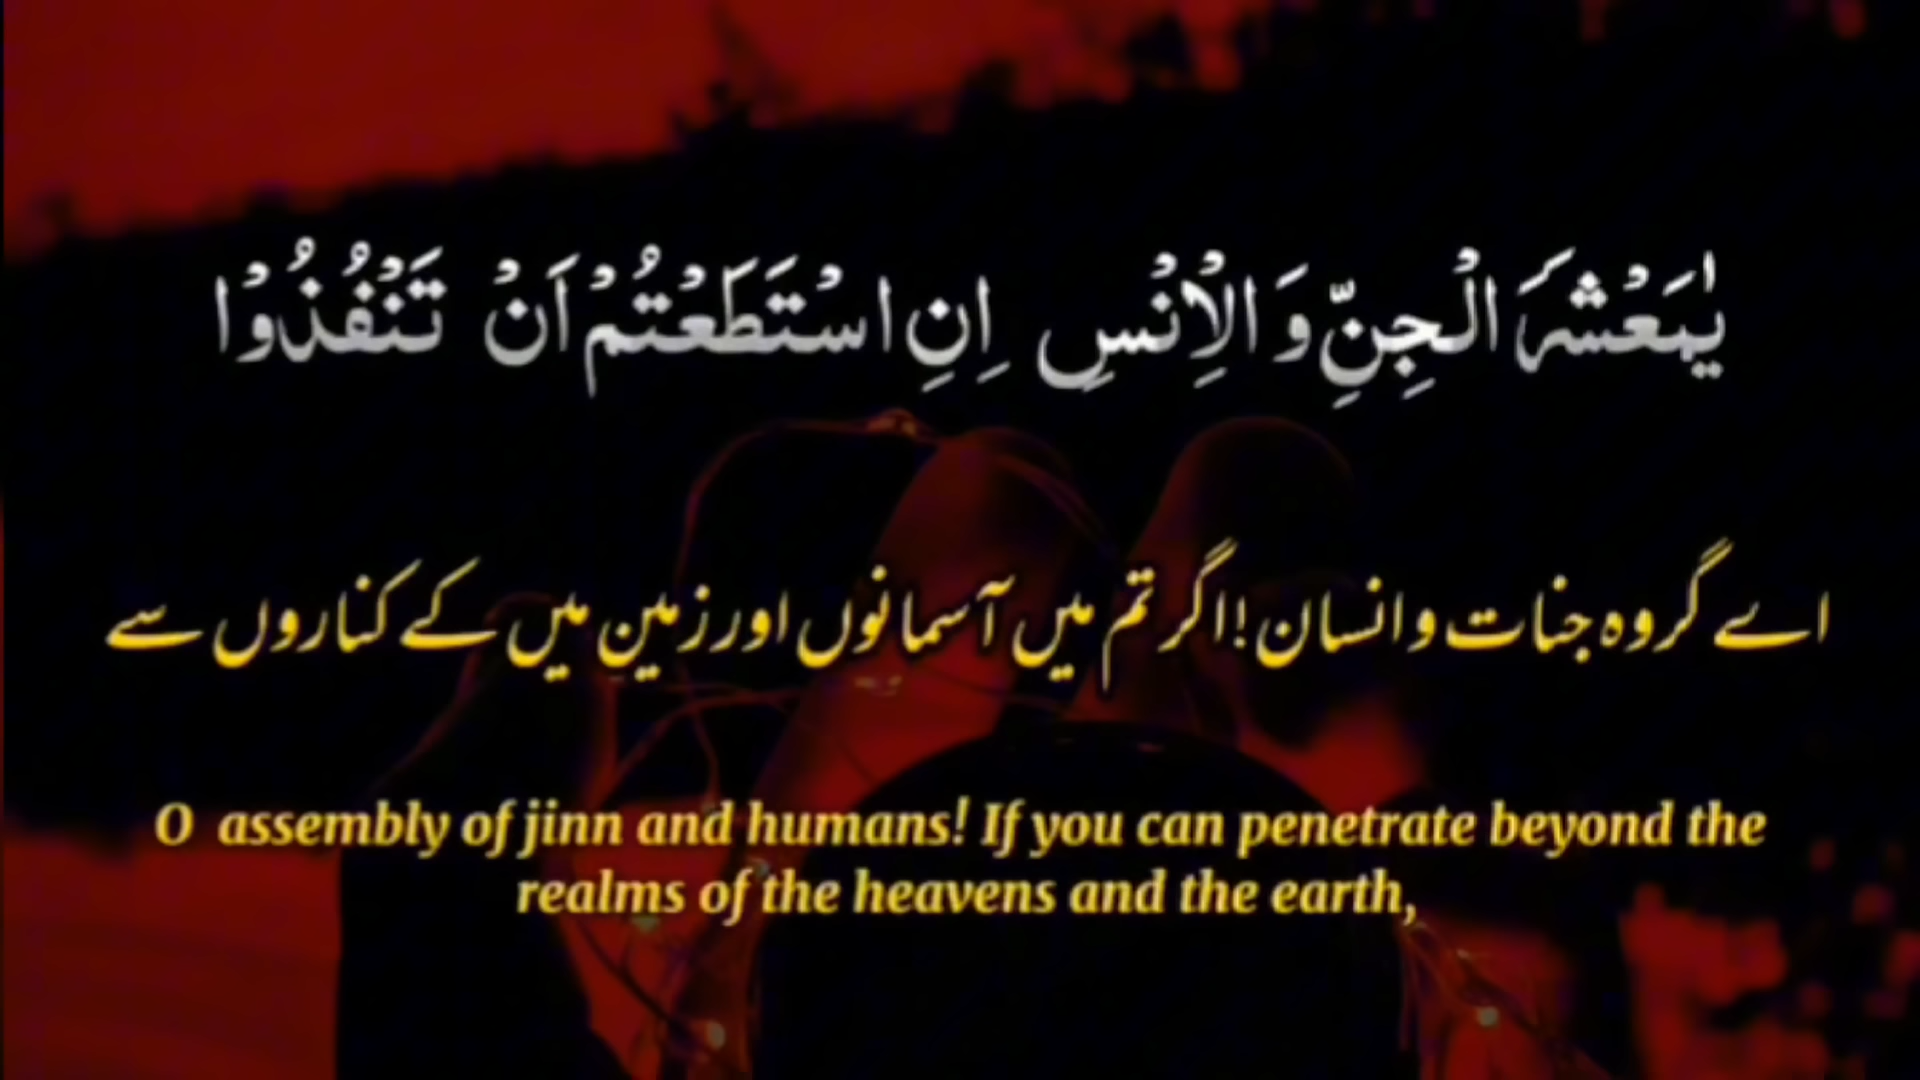 يٰمَعْشَرَ الْجِنِّ وَ الْاِنْسِ اِنِ اسْتَطَعْتُمْ اَنْ تَنْفُذُوْا
اے گروہ جنات و انسان !اگر تم میں آسمانوں اور زمین میں کے کناروں سے
O assembly of jinn and humans! If you can penetrate beyond the
realms of the heavens and the earth,